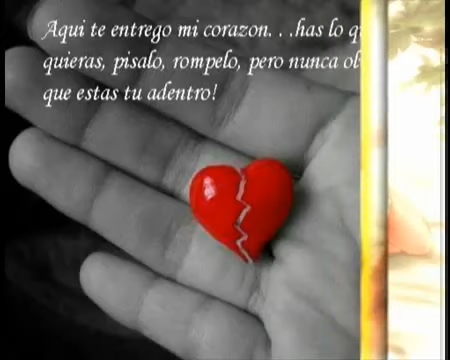 Aqui te entrego mi corazon. . .has lo
quieras, pisalo, rompelo, pero nunca
que estas tu adentro!